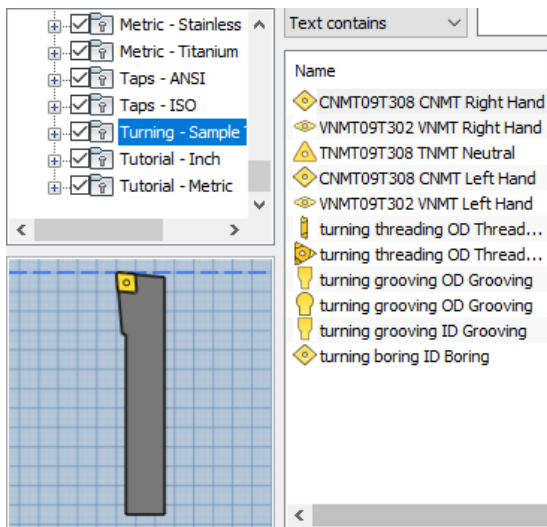 Metric - Stainless
Metric - Titanium
Taps - ANSI
Taps - ISO
Turning - Sample
Tutorial - Inch
Tutorial - Metric
Text contains
Name
CNMT09T308 CNMT Right Hand
VNMT09T302 VNMT Right Hand
TNMT09T308 TNMT Neutral
CNMT09T308 CNMT Left Hand
VNMT09T302 VNMT Left Hand
turning threading OD Thread...
turning threading OD Thread...
turning grooving OD Grooving
turning grooving OD Grooving
turning grooving ID Grooving
turning boring ID Boring